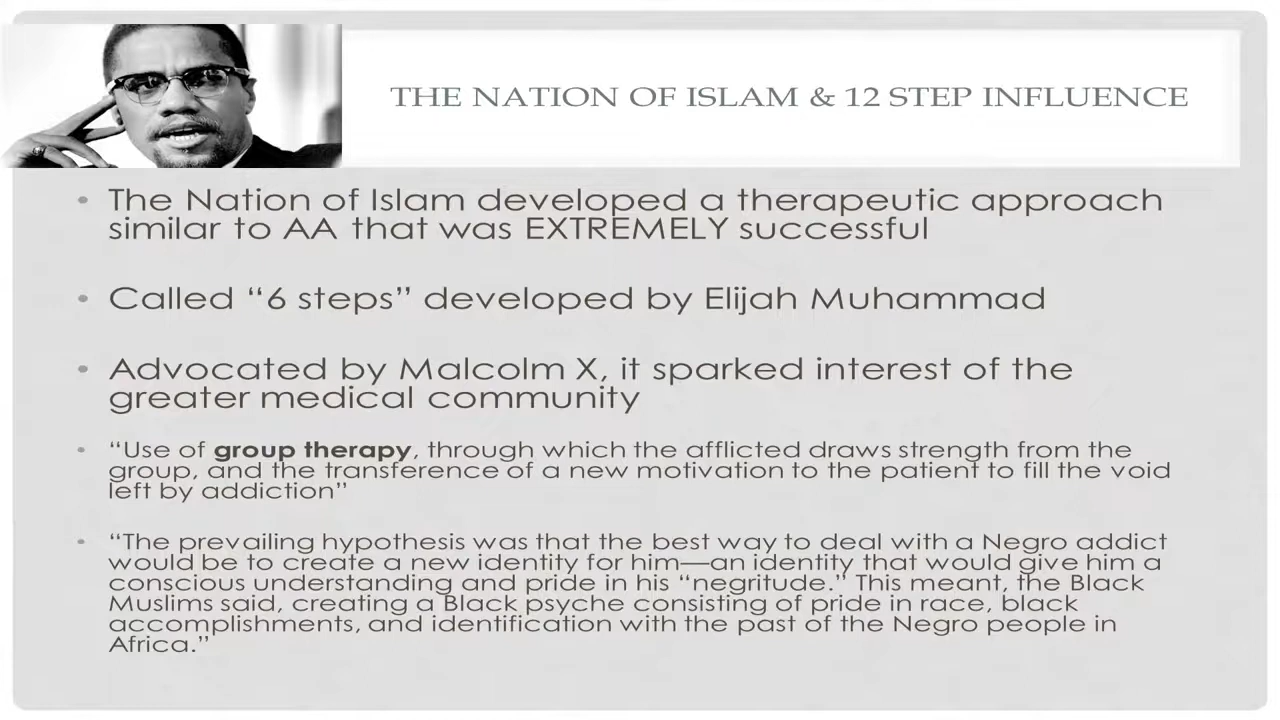 THE NATION OF ISLAM & 12 STEP INFLUENCE
• The Nation of Islam developed a therapeutic approach
similar to AA that was EXTREMELY successful
• Called “6 steps” developed by Elijah Muhammad
• Advocated by Malcolm X, it sparked interest of the
greater medical community
• “Use of group therapy, through which the afflicted draws strength from the
group, and the transference of a new motivation to the patient to fill the void
left by addiction”
• “The prevailing hypothesis was that the best way to deal with a Negro addict
would be to create a new identity for him—an identity that would give him a
conscious understanding and pride in his “negritude.” This meant, the Black
Muslims said, creating a Black psyche consisting of pride in race, black
accomplishments, and identification with the past of the Negro people in
Africa.”